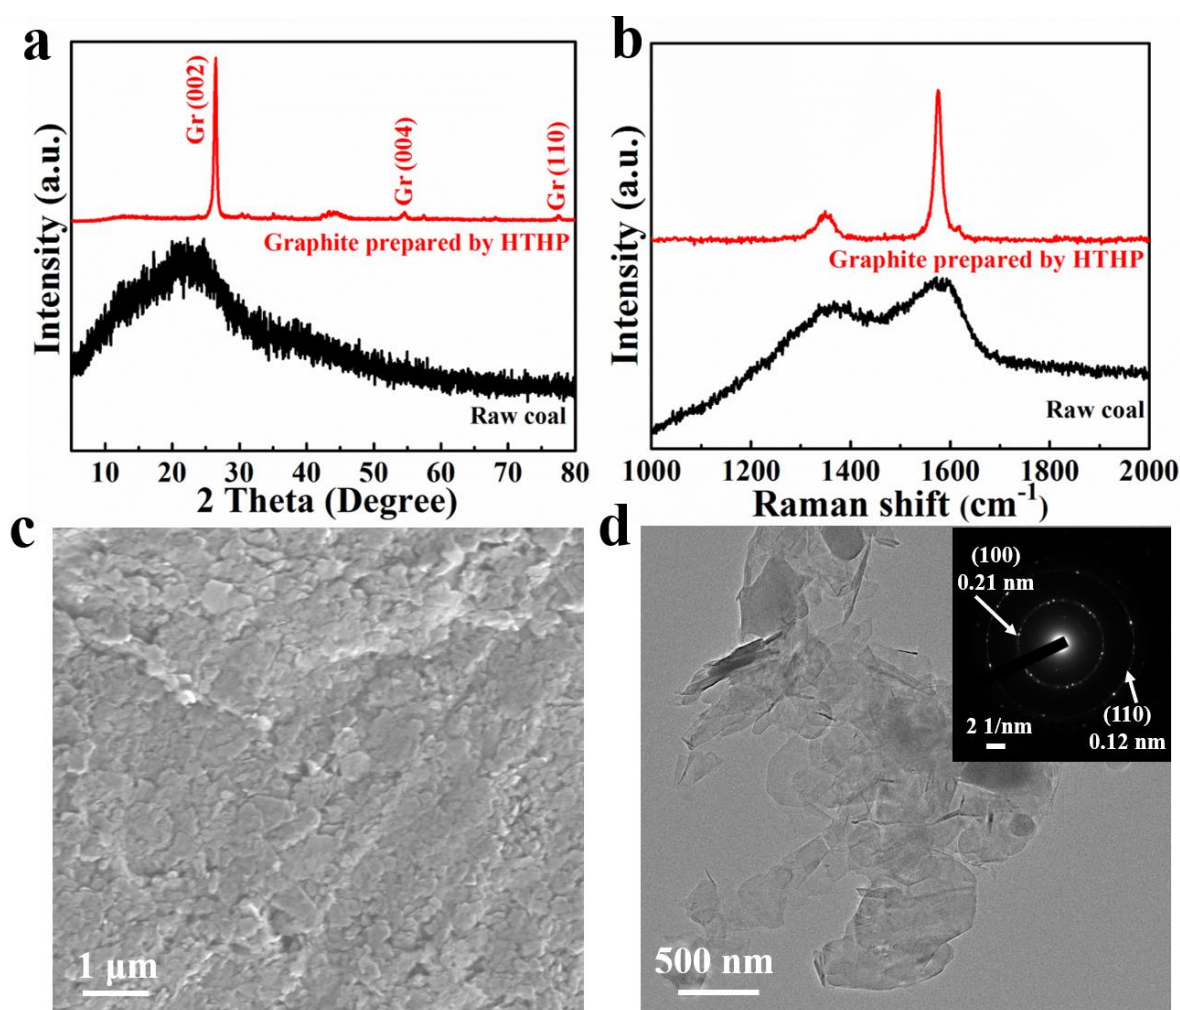 a
Gr (002)
Gr (004)
Gr (110)
Graphite prepared by HTHP
Raw coal
Intensity (a.u.)
10 20 30 40 50 60 70 80
2 Theta (Degree)
b
Graphite prepared by HTHP
Raw coal
Intensity (a.u.)
1000 1200 1400 1600 1800 2000
Raman shift (cm⁻¹)
c
1 μm
d
(100)
0.21 nm
(110)
0.12 nm
2 1/nm
500 nm